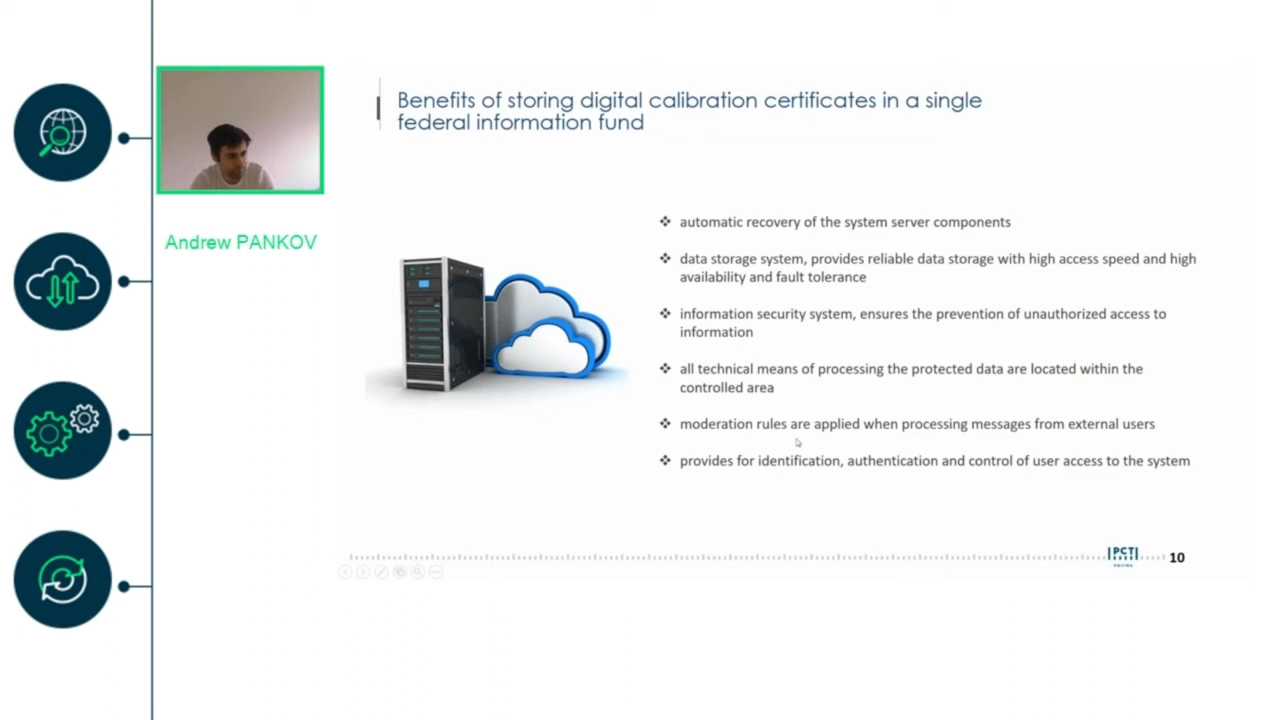 Benefits of storing digital calibration certificates in a single
federal information fund
Andrew PANKOV
❖ automatic recovery of the system server components
❖ data storage system, provides reliable data storage with high access speed and high
availability and fault tolerance
❖ information security system, ensures the prevention of unauthorized access to
information
❖ all technical means of processing the protected data are located within the
controlled area
❖ moderation rules are applied when processing messages from external users
❖ provides for identification, authentication and control of user access to the system
РСТ
10